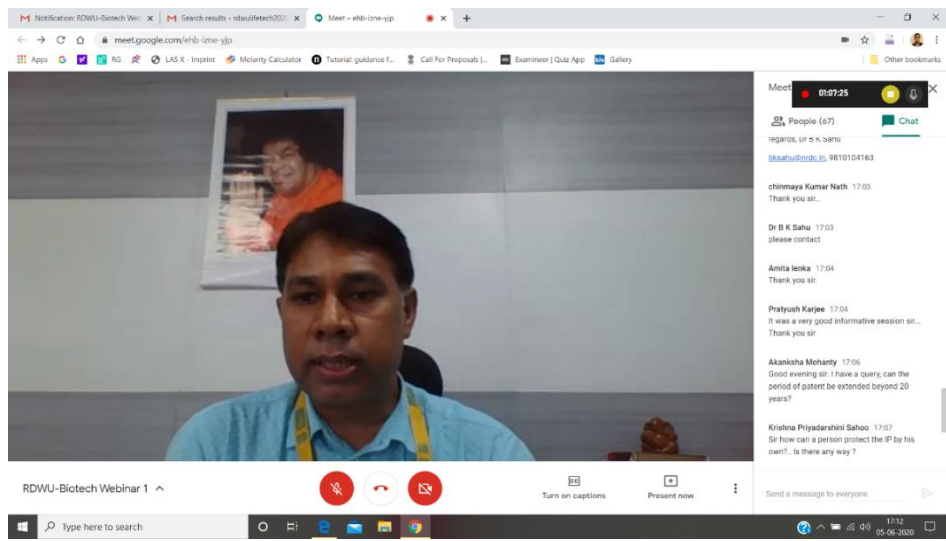 Notification: RDWU-Biotech Web
Search results - rdwulifetech202
Meet – ehb-izme-yjp
meet.google.com/ehb-izme-yjp
Apps
RG
LAS X - Imprint
Molarity Calculator
Tutorial: guidance f...
Call For Proposals |...
Examineer | Quiz App
Gallery
Other bookmarks
Meet
01:07:25
People (67)
Chat
regards, Dr B K Sahu
bksahu@nrdc.in, 9810104163
chinmaya Kumar Nath 17:03
Thank you sir..
Dr B K Sahu 17:03
please contact
Amita lenka 17:04
Thank you sir.
Pratyush Karjee 17:04
It was a very good informative session sir...
Thank you sir
Akanksha Mohanty 17:06
Good evening sir. I have a query, can the
period of patent be extended beyond 20
years?
Krishna Priyadarshini Sahoo 17:07
Sir how can a person protect the IP by his
own?.. Is there any way ?
RDWU-Biotech Webinar 1
Turn on captions
Present now
Send a message to everyone
Type here to search
17:12
05-06-2020